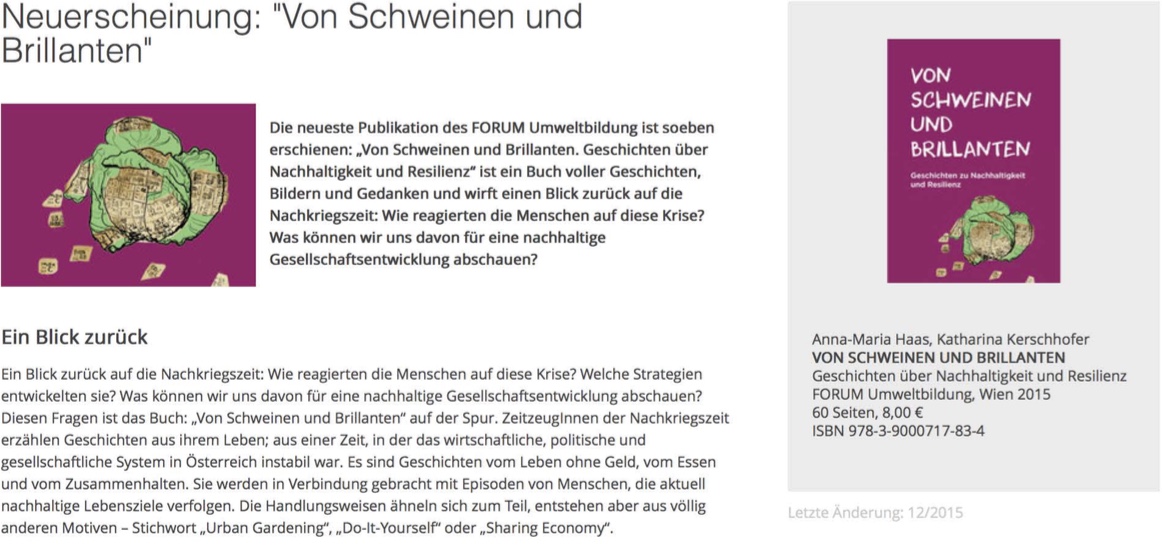 Neuerscheinung: "Von Schweinen und
Brillanten"
Die neueste Publikation des FORUM Umweltbildung ist soeben
erschienen: „Von Schweinen und Brillanten. Geschichten über
Nachhaltigkeit und Resilienz“ ist ein Buch voller Geschichten,
Bildern und Gedanken und wirft einen Blick zurück auf die
Nachkriegszeit: Wie reagierten die Menschen auf diese Krise?
Was können wir uns davon für eine nachhaltige
Gesellschaftsentwicklung abschauen?
Ein Blick zurück
Ein Blick zurück auf die Nachkriegszeit: Wie reagierten die Menschen auf diese Krise? Welche Strategien
entwickelten sie? Was können wir uns davon für eine nachhaltige Gesellschaftsentwicklung abschauen?
Diesen Fragen ist das Buch: „Von Schweinen und Brillanten“ auf der Spur. ZeitzeugInnen der Nachkriegszeit
erzählen Geschichten aus ihrem Leben; aus einer Zeit, in der das wirtschaftliche, politische und
gesellschaftliche System in Österreich instabil war. Es sind Geschichten vom Leben ohne Geld, vom Essen
und vom Zusammenhalten. Sie werden in Verbindung gebracht mit Episoden von Menschen, die aktuell
nachhaltige Lebensziele verfolgen. Die Handlungsweisen ähneln sich zum Teil, entstehen aber aus völlig
anderen Motiven – Stichwort „Urban Gardening“, „Do-It-Yourself“ oder „Sharing Economy“.
VON
SCHWEINEN
UND
BRILLANTEN
Geschichten zu Nachhaltigkeit
und Resilienz
Anna-Maria Haas, Katharina Kerschhofer
VON SCHWEINEN UND BRILLANTEN
Geschichten über Nachhaltigkeit und Resilienz
FORUM Umweltbildung, Wien 2015
60 Seiten, 8,00 €
ISBN 978-3-9000717-83-4
Letzte Änderung: 12/2015